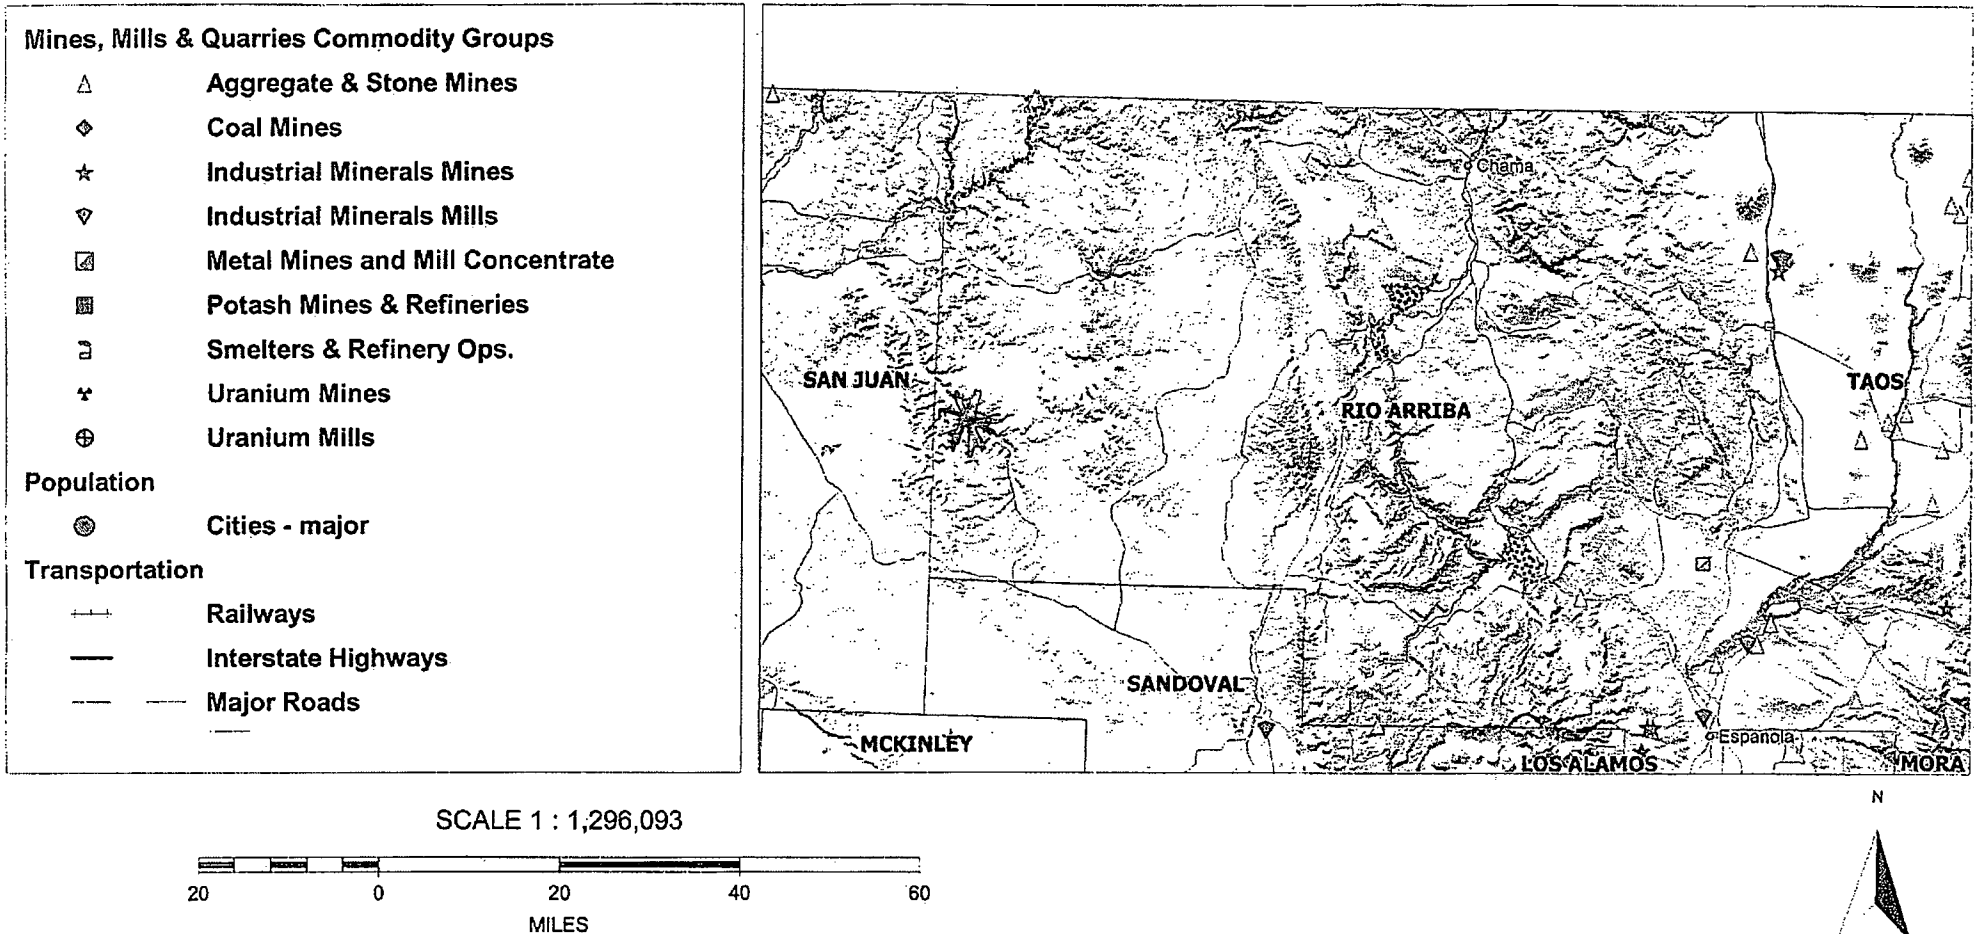 Mines, Mills & Quarries Commodity Groups
Aggregate & Stone Mines
Coal Mines
Industrial Minerals Mines
Industrial Minerals Mills
Metal Mines and Mill Concentrate
Potash Mines & Refineries
Smelters & Refinery Ops.
Uranium Mines
Uranium Mills
Population
Cities - major
Transportation
Railways
Interstate Highways
Major Roads
Chama
SAN JUAN
RIO ARRIBA
TAOS
SANDOVAL
MCKINLEY
Espanola
LOS ALAMOS
MORA
SCALE 1 : 1,296,093
20 0 20 40 60
MILES
N